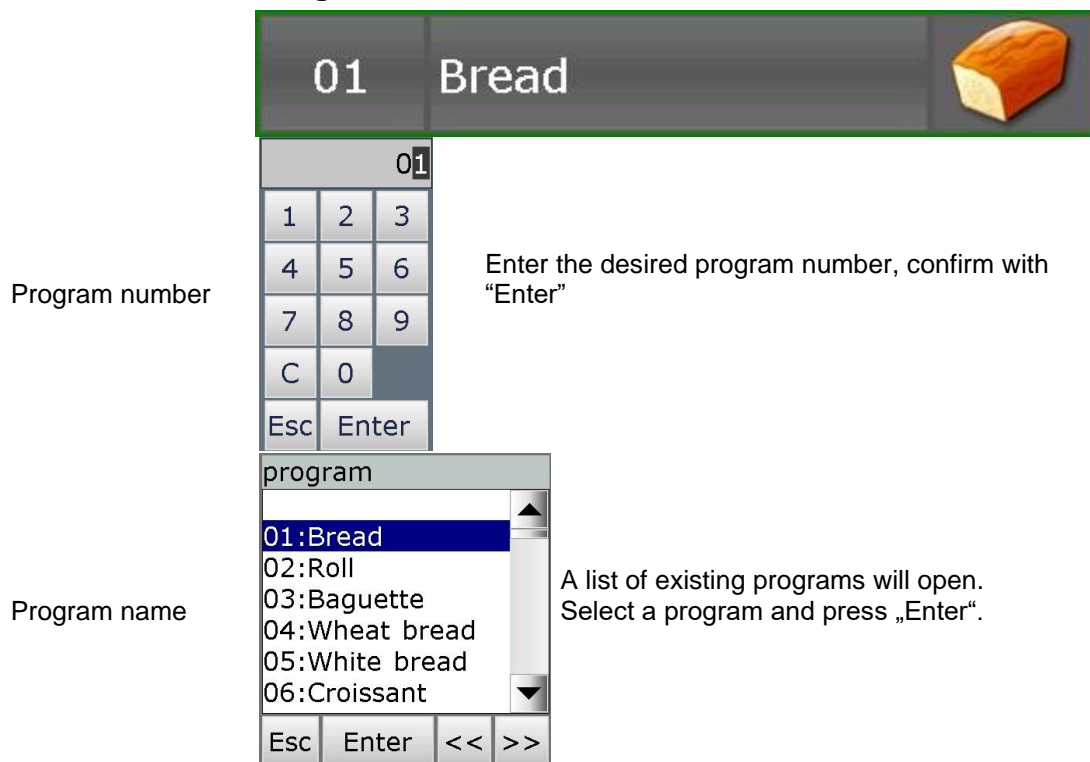 01 Bread
01
1 2 3
4 5 6
7 8 9
C 0
Esc Enter
Program number
Enter the desired program number, confirm with
“Enter”
program
01:Bread
02:Roll
03:Baguette
04:Wheat bread
05:White bread
06:Croissant
Esc Enter << >>
Program name
A list of existing programs will open.
Select a program and press „Enter“.